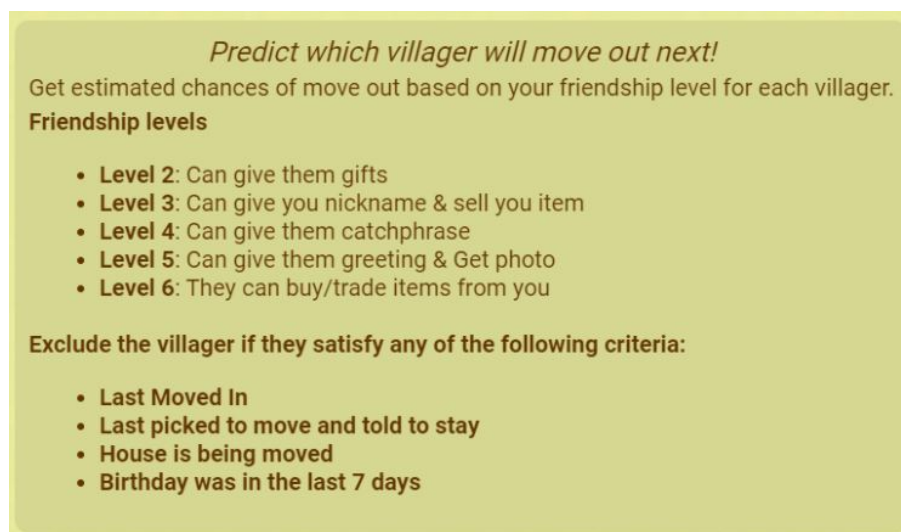 Predict which villager will move out next!
Get estimated chances of move out based on your friendship level for each villager.
Friendship levels
• Level 2: Can give them gifts
• Level 3: Can give you nickname & sell you item
• Level 4: Can give them catchphrase
• Level 5: Can give them greeting & Get photo
• Level 6: They can buy/trade items from you
Exclude the villager if they satisfy any of the following criteria:
• Last Moved In
• Last picked to move and told to stay
• House is being moved
• Birthday was in the last 7 days